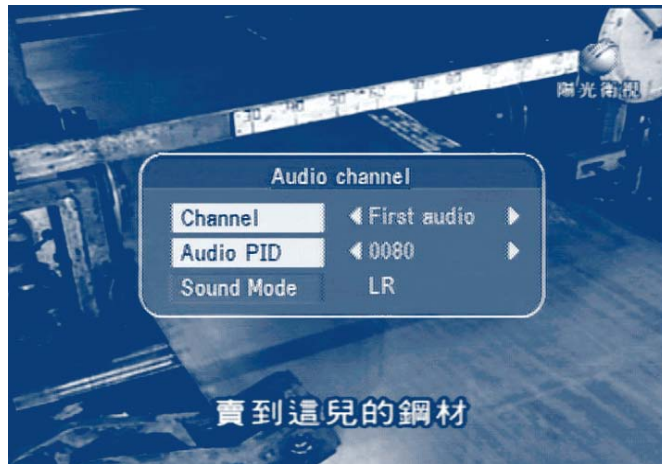 陽光衛視
Audio channel
Channel First audio
Audio PID 0080
Sound Mode LR
賣到這兒的鋼材